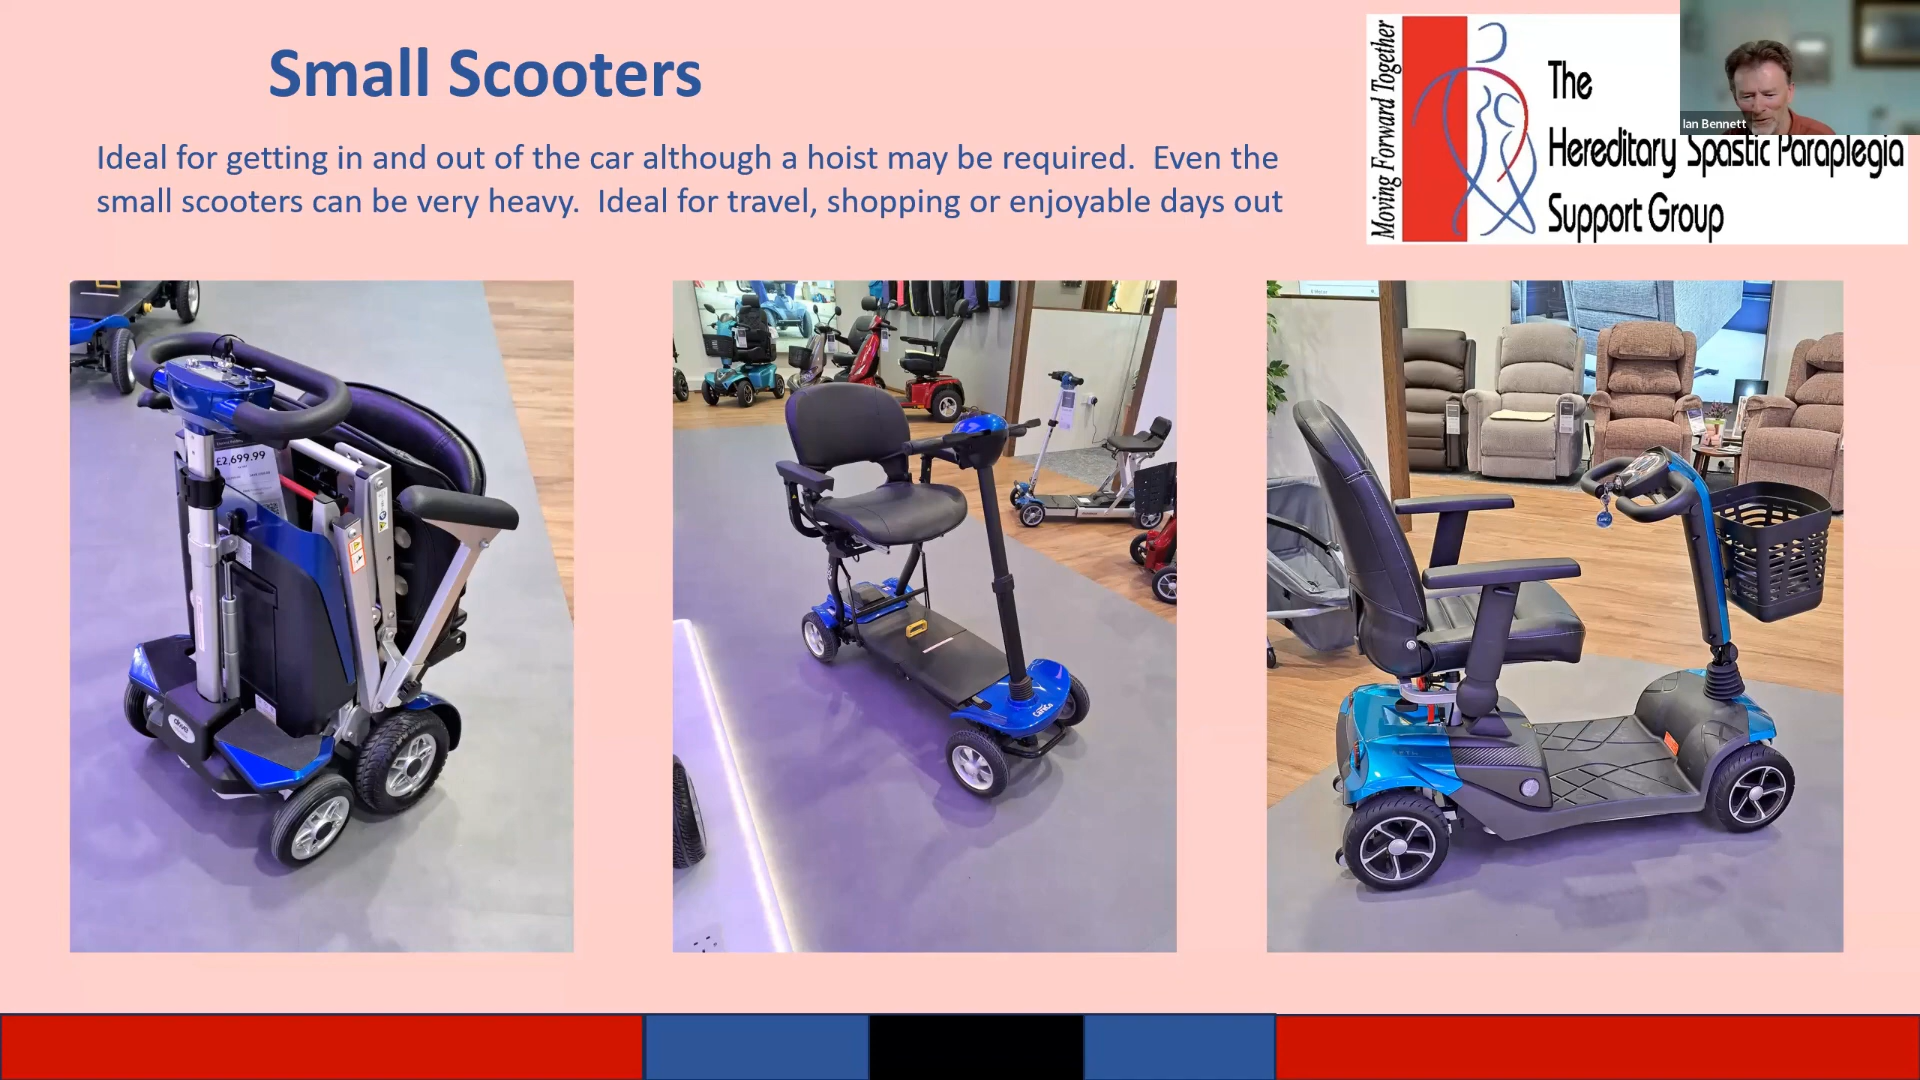 Small Scooters
Ideal for getting in and out of the car although a hoist may be required.  Even the
small scooters can be very heavy.  Ideal for travel, shopping or enjoyable days out
Moving Forward Together
The
Hereditary Spastic Paraplegia
Support Group
Ian Bennett
£2,699.99
drive